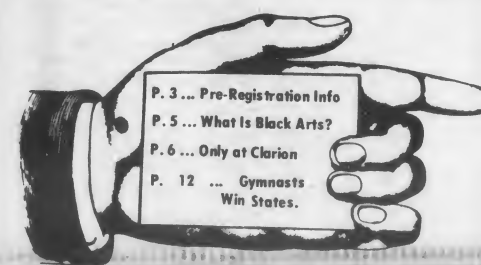 P. 3 ... Pre-Registration Info
P. 5 ... What Is Black Arts?
P. 6 ... Only at Clarion
P. 12 ... Gymnasts
Win States.